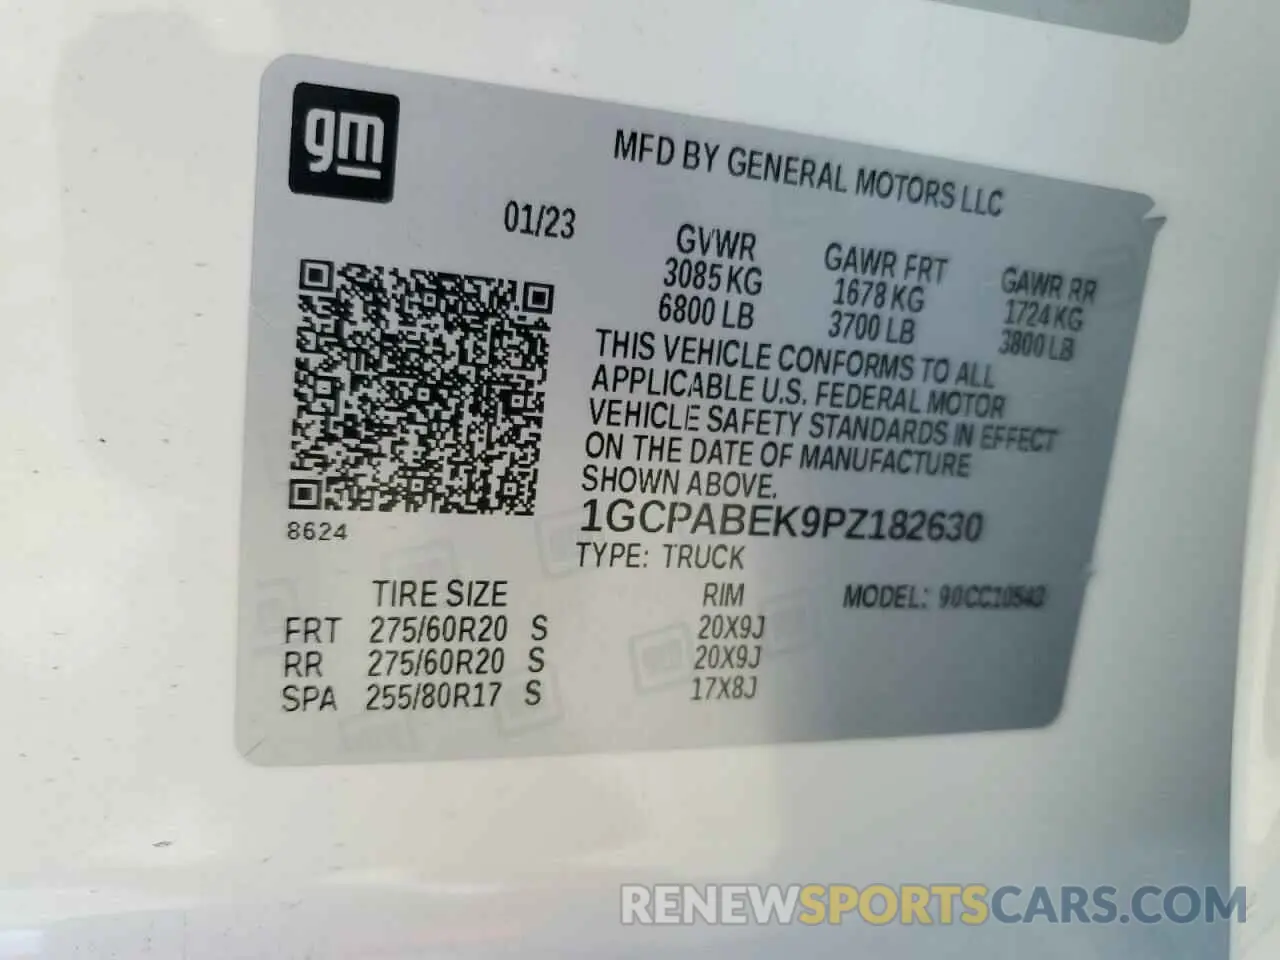 gm
MFD BY GENERAL MOTORS LLC
01/23
GVWR GAWR FRT GAWR RR
3085 KG 1678 KG 1724 KG
6800 LB 3700 LB 3800 LB
THIS VEHICLE CONFORMS TO ALL
APPLICABLE U.S. FEDERAL MOTOR
VEHICLE SAFETY STANDARDS IN EFFECT
ON THE DATE OF MANUFACTURE
SHOWN ABOVE.
1GCPABEK9PZ182630
8624
TYPE: TRUCK
TIRE SIZE RIM MODEL:
FRT 275/60R20 S 20X9J
RR 275/60R20 S 20X9J
SPA 255/80R17 S 17X8J
RENEWSPORTSCARS.COM